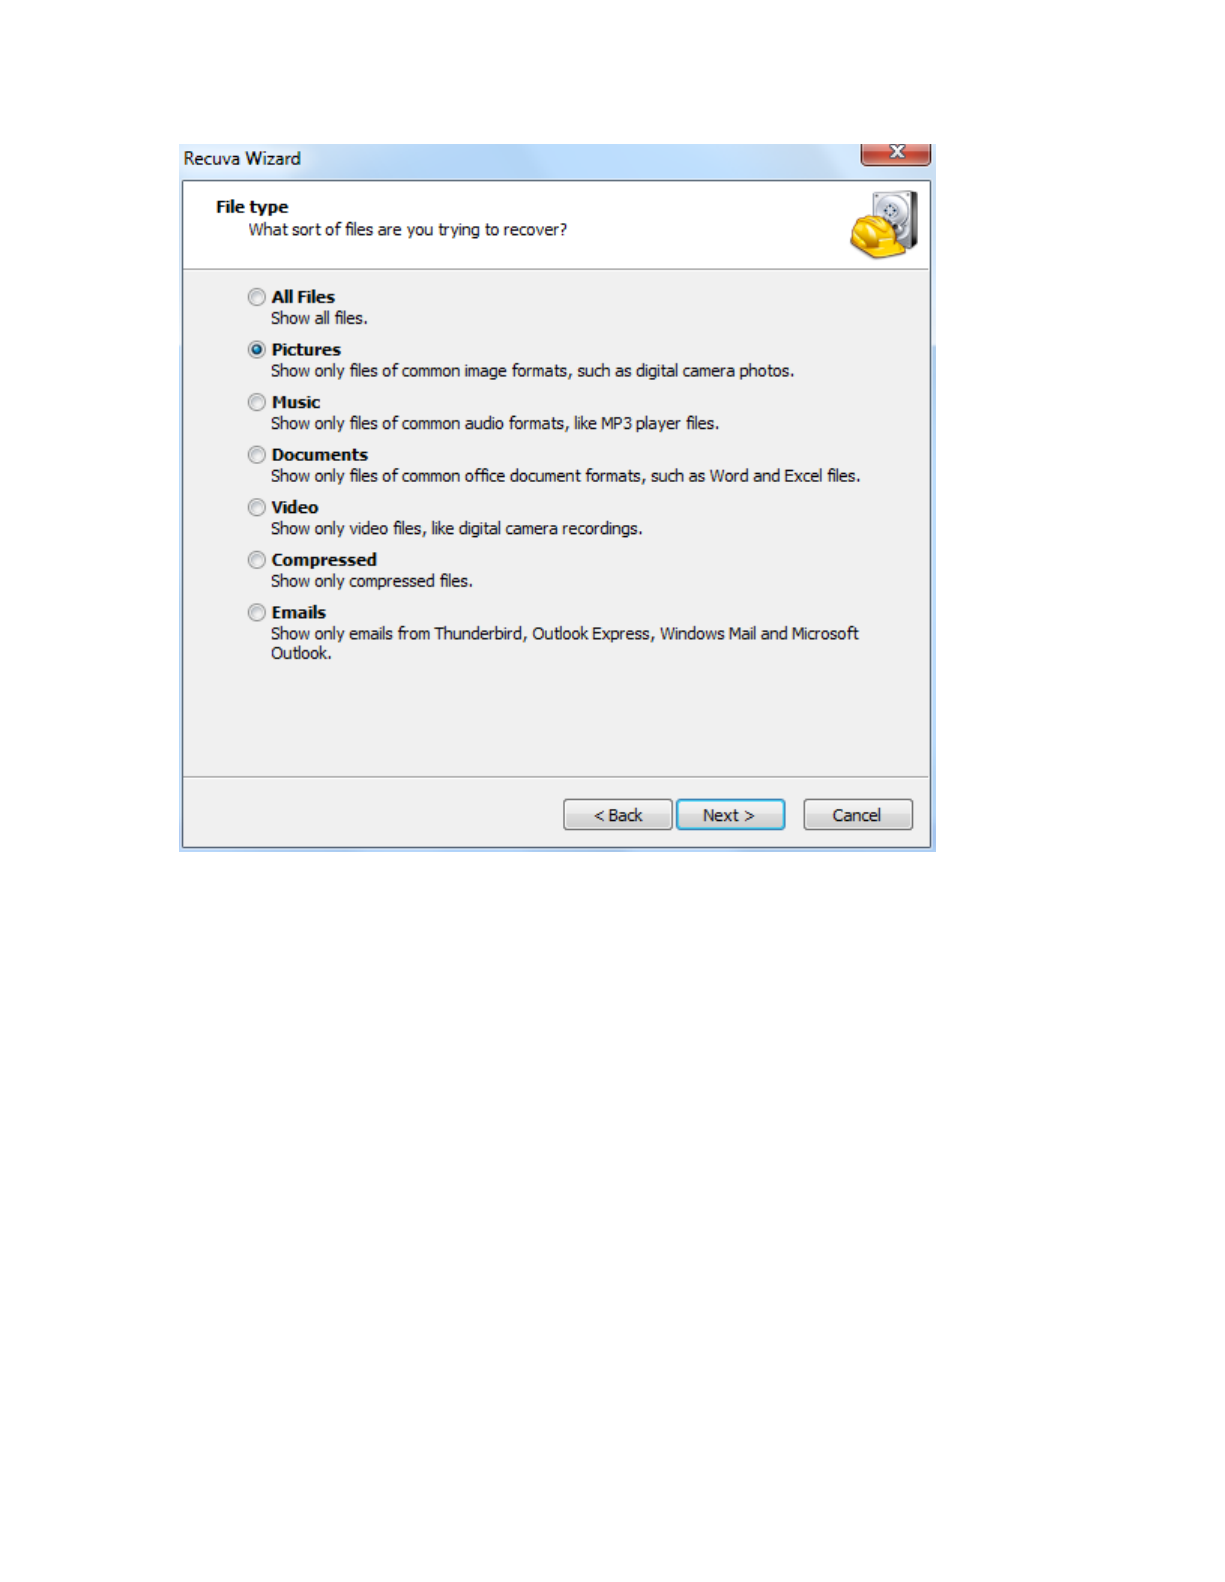 Recuva Wizard
File type
What sort of files are you trying to recover?
All Files
Show all files.
Pictures
Show only files of common image formats, such as digital camera photos.
Music
Show only files of common audio formats, like MP3 player files.
Documents
Show only files of common office document formats, such as Word and Excel files.
Video
Show only video files, like digital camera recordings.
Compressed
Show only compressed files.
Emails
Show only emails from Thunderbird, Outlook Express, Windows Mail and Microsoft
Outlook.
< Back
Next >
Cancel